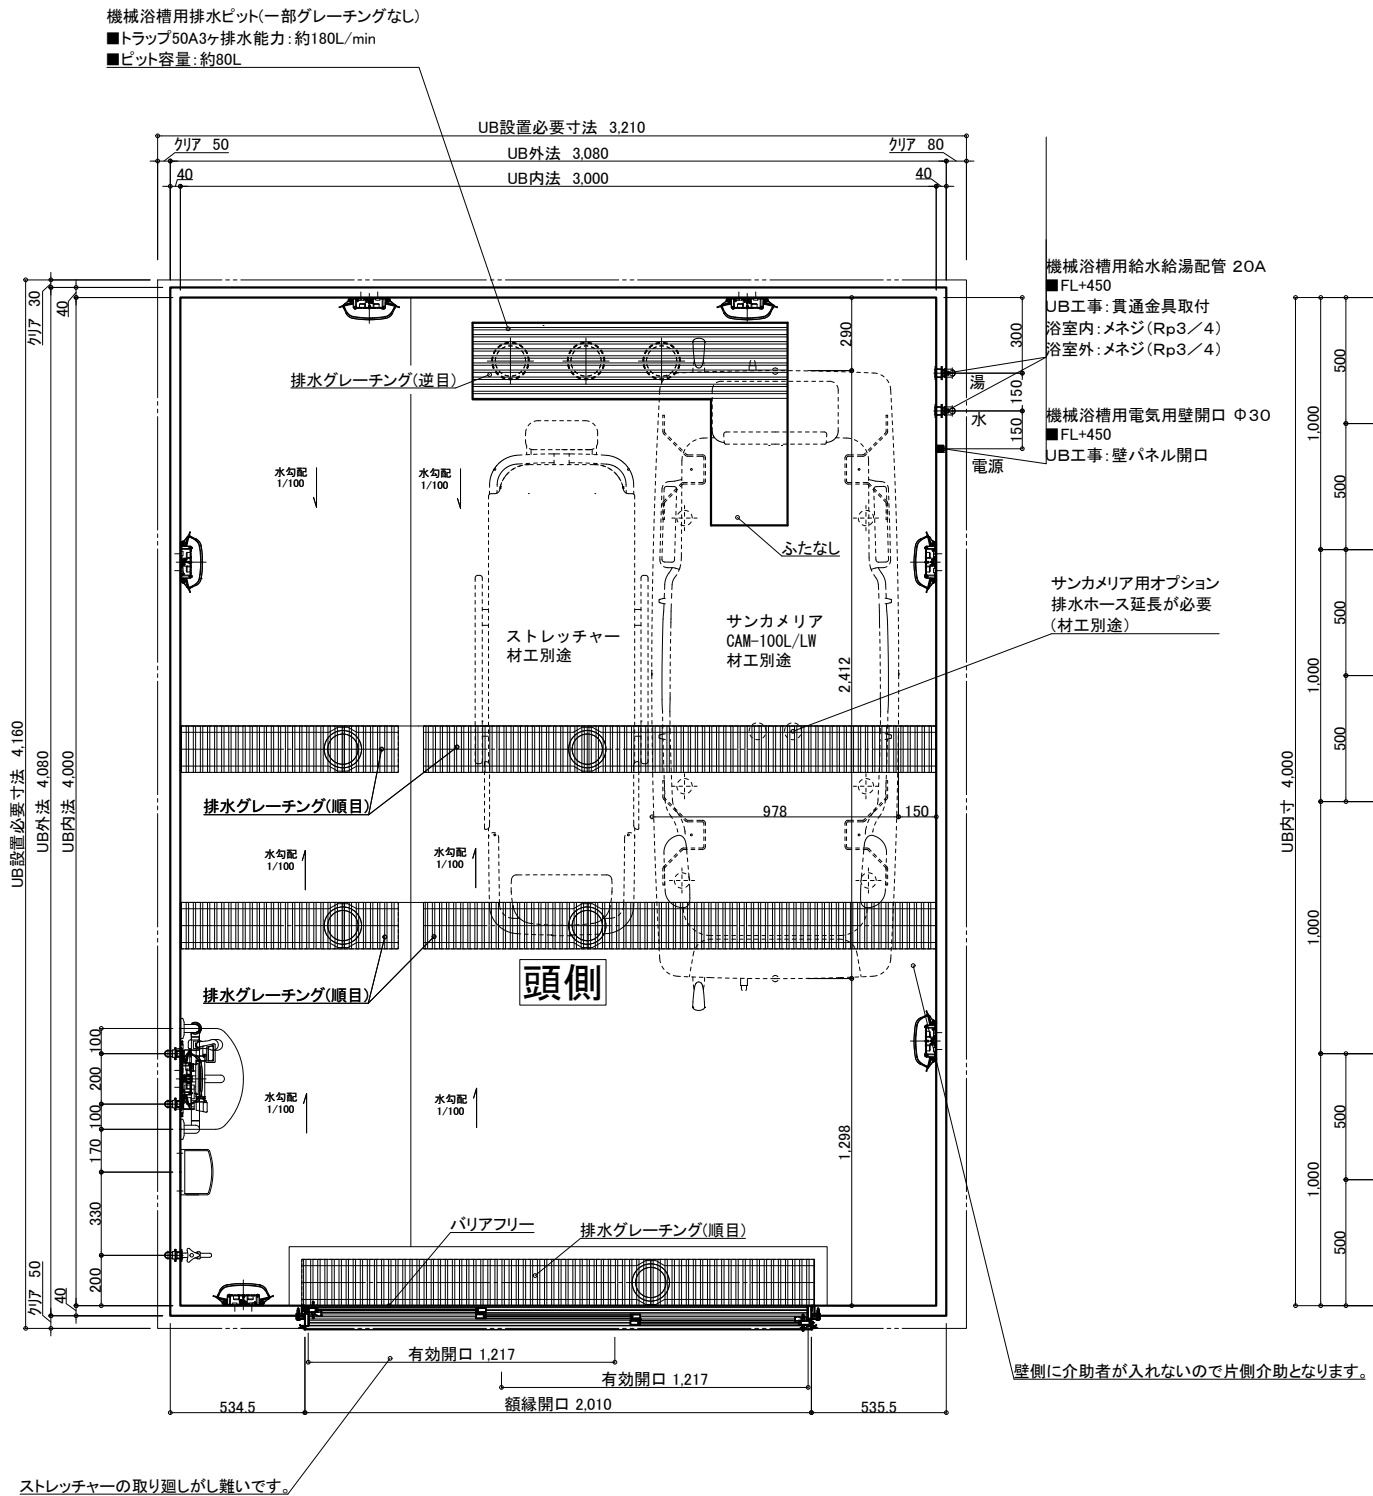 機械浴槽用排水ピット(一部グレーチングなし)
■トラップ50A3ヶ排水能力:約180L/min
■ピット容量:約80L
UB設置必要寸法 3,210
クリア 50
UB外法 3,080
クリア 80
40
UB内法 3,000
40
機械浴槽用給水給湯配管 20A
■FL+450
UB工事:貫通金具取付
浴室内:メネジ(Rp3/4)
浴室外:メネジ(Rp3/4)
クリア 30
40
290
300
湯
150
水
150
電源
機械浴槽用電気用壁開口 Φ30
■FL+450
UB工事:壁パネル開口
排水グレーチング(逆目)
水勾配
1/100
水勾配
1/100
ふたなし
サンカメリア用オプション
排水ホース延長が必要
(材工別途)
ストレッチャー
材工別途
サンカメリア
CAM-100L/LW
材工別途
2,412
UB設置必要寸法 4,160
UB外法 4,080
UB内法 4,000
排水グレーチング(順目)
978
150
水勾配
1/100
水勾配
1/100
排水グレーチング(順目)
頭側
100
200
100
170
330
200
水勾配
1/100
水勾配
1/100
1,298
バリアフリー
排水グレーチング(順目)
クリア 50
40
有効開口 1,217
有効開口 1,217
534.5
額縁開口 2,010
535.5
壁側に介助者が入れないので片側介助となります。
ストレッチャーの取り廻しがし難いです。
UB内寸 4,000
1,000
1,000
1,000
1,000
500
500
500
500
500
500